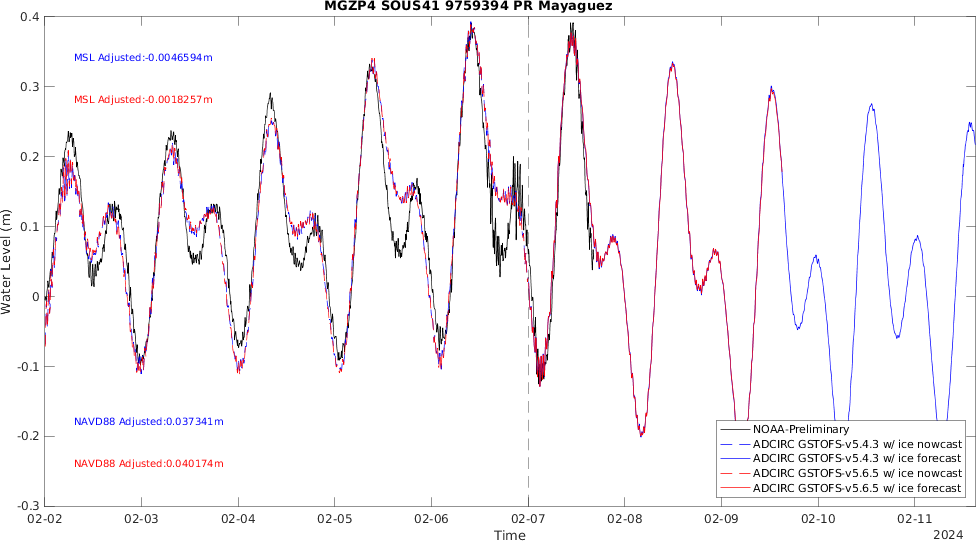 MGZP4 SOUS41 9759394 PR Mayaguez
Water Level (m)
0.4
0.3
0.2
0.1
0
-0.1
-0.2
-0.3
MSL Adjusted:-0.0046594m
MSL Adjusted:-0.0018257m
NAVD88 Adjusted:0.037341m
NAVD88 Adjusted:0.040174m
NOAA-Preliminary
ADCIRC GSTOFS-v5.4.3 w/ ice nowcast
ADCIRC GSTOFS-v5.4.3 w/ ice forecast
ADCIRC GSTOFS-v5.6.5 w/ ice nowcast
ADCIRC GSTOFS-v5.6.5 w/ ice forecast
02-02 02-03 02-04 02-05 02-06 02-07 02-08 02-09 02-10 02-11
Time
2024